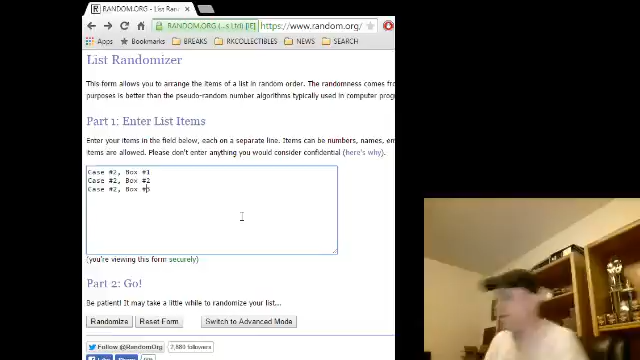 List Randomizer
RANDOM.ORG (...s Ltd) [IE]
https://www.random.org/
Apps
Bookmarks
BREAKS
RKCOLLECTIBLES
NEWS
SEARCH
List Randomizer
This form allows you to arrange the items of a list in random order. The randomness comes fro
purposes is better than the pseudo-random number algorithms typically used in computer prog
Part 1: Enter List Items
Enter your items in the field below, each on a separate line. Items can be numbers, names, en
items are allowed. Please don't enter anything you would consider confidential (here's why).
Case #2, Box #1
Case #2, Box #2
Case #2, Box
(you're viewing this form securely)
Part 2: Go!
Be patient! It may take a little while to randomize your list...
Randomize
Reset Form
Switch to Advanced Mode
Follow @RandomOrg
followers